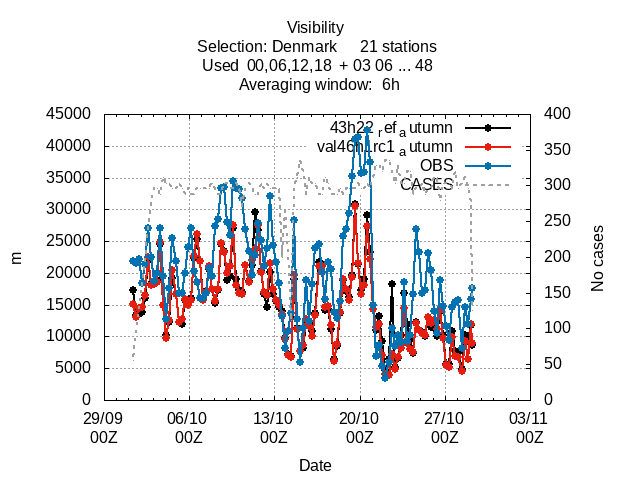 Visibility
Selection: Denmark 21 stations
Used 00,06,12,18 + 03 06 ... 48
Averaging window: 6h
45000
40000
35000
30000
25000
20000
15000
10000
5000
0
m
400
350
300
250
200
150
100
50
0
No cases
43h22_ref_autumn
val46h1rc1_autumn
OBS
CASES
29/09 06/10 13/10 20/10 27/10 03/11
00Z 00Z 00Z 00Z 00Z 00Z
Date